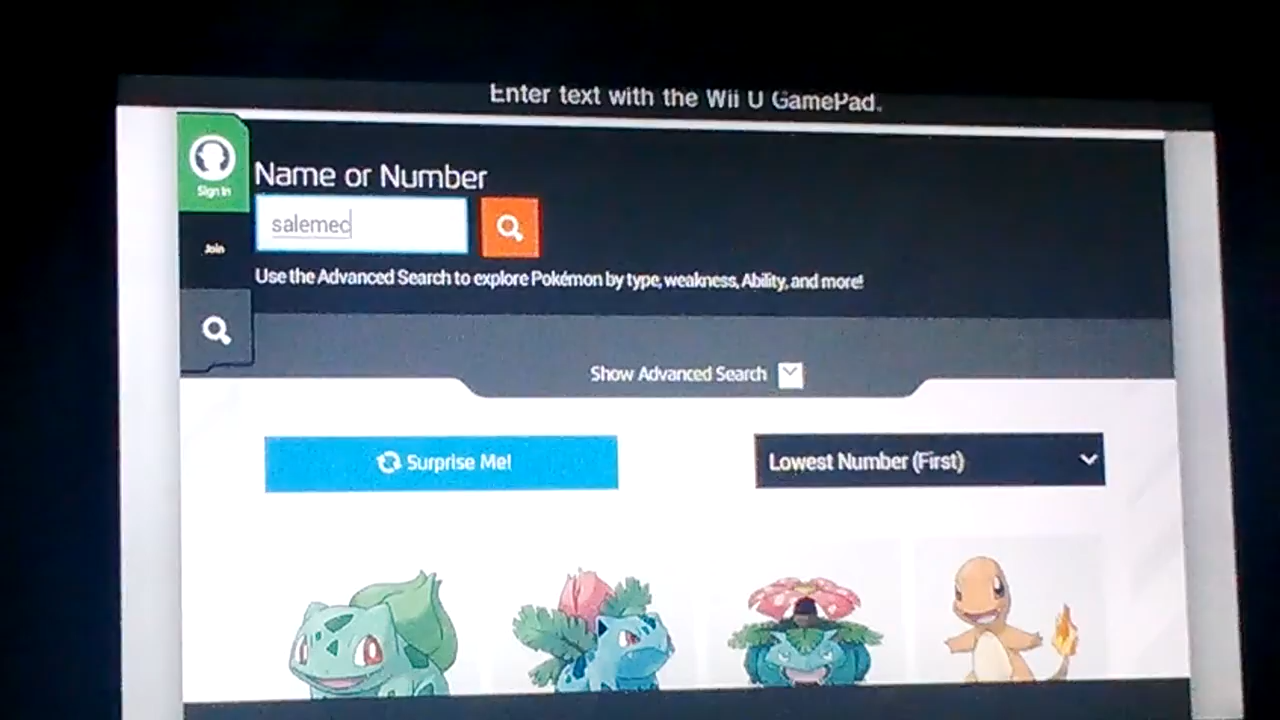 Enter text with the Wii U GamePad.
Sign In
Name or Number
salemec
Join
Use the Advanced Search to explore Pokémon by type, weakness, Ability, and more!
Show Advanced Search
Surprise Me!
Lowest Number (First)